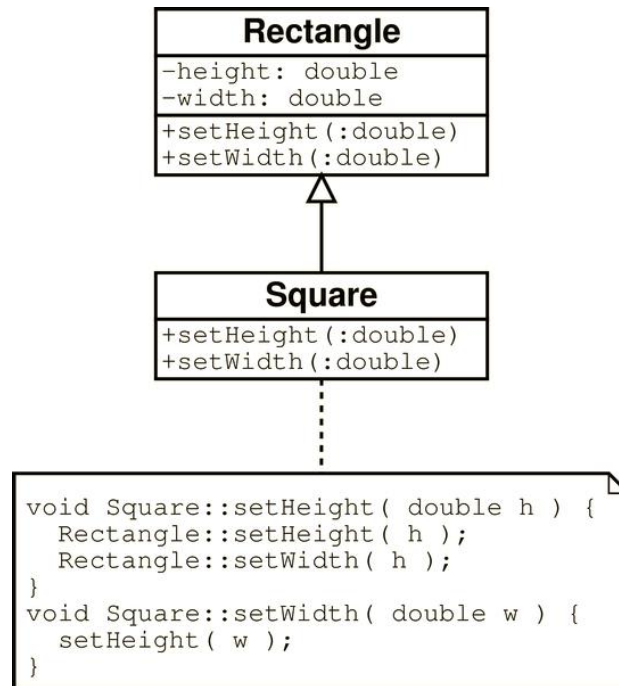 Rectangle
-height: double
-width: double
+setHeight(:double)
+setWidth(:double)
Square
+setHeight(:double)
+setWidth(:double)
void Square::setHeight( double h ) {
  Rectangle::setHeight( h );
  Rectangle::setWidth( h );
}
void Square::setWidth( double w ) {
  setHeight( w );
}